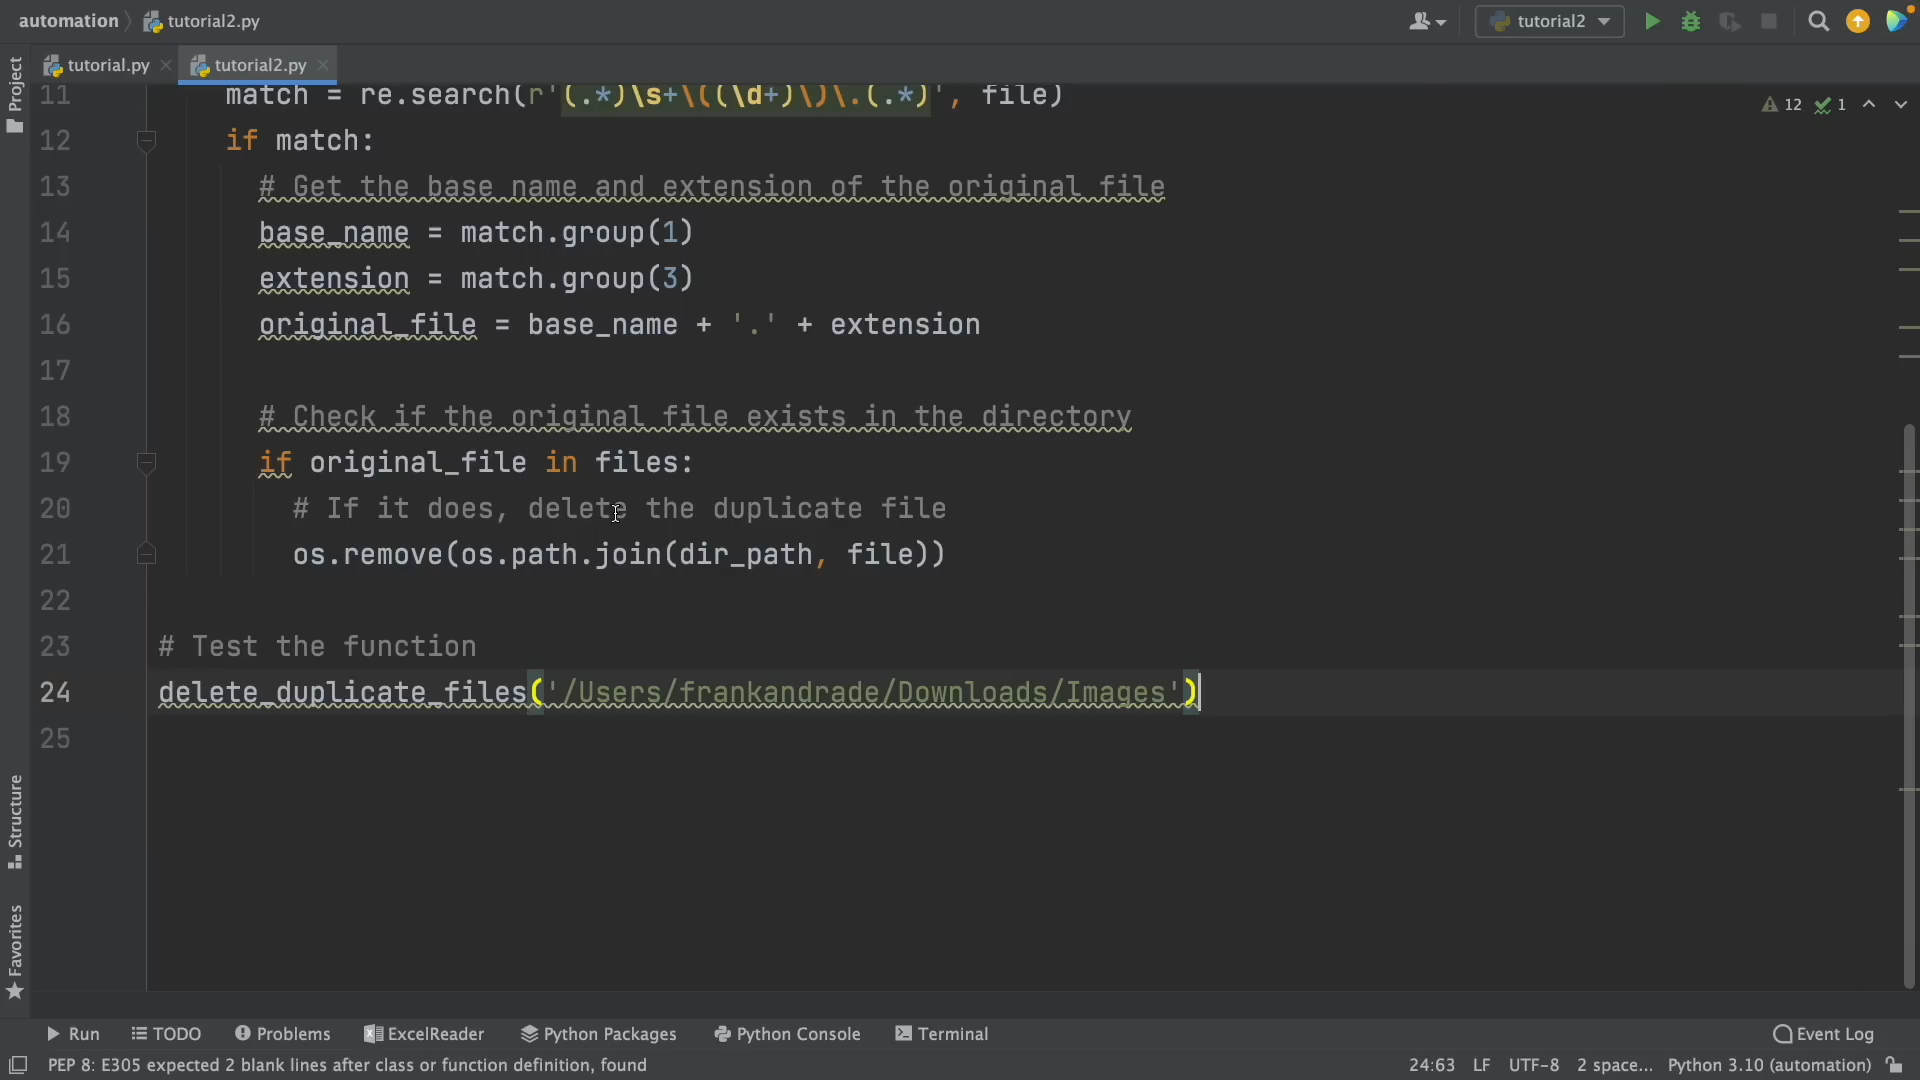 automation tutorial2.py
tutorial2
tutorial.py tutorial2.py
Project
11 match = re.search(r'(.*)\s+\((\d+)\)\.(.*)', file)
12 1
12 if match:
13 # Get the base name and extension of the original file
14 base_name = match.group(1)
15 extension = match.group(3)
16 original_file = base_name + '.' + extension
17
18 # Check if the original file exists in the directory
19 if original_file in files:
20 # If it does, delete the duplicate file
21 os.remove(os.path.join(dir_path, file))
22
23 # Test the function
24 delete_duplicate_files('/Users/frankandrade/Downloads/Images')
25
Structure
Favorites
Run TODO Problems ExcelReader Python Packages Python Console Terminal Event Log
PEP 8: E305 expected 2 blank lines after class or function definition, found 24:63 LF UTF-8 2 space... Python 3.10 (automation)